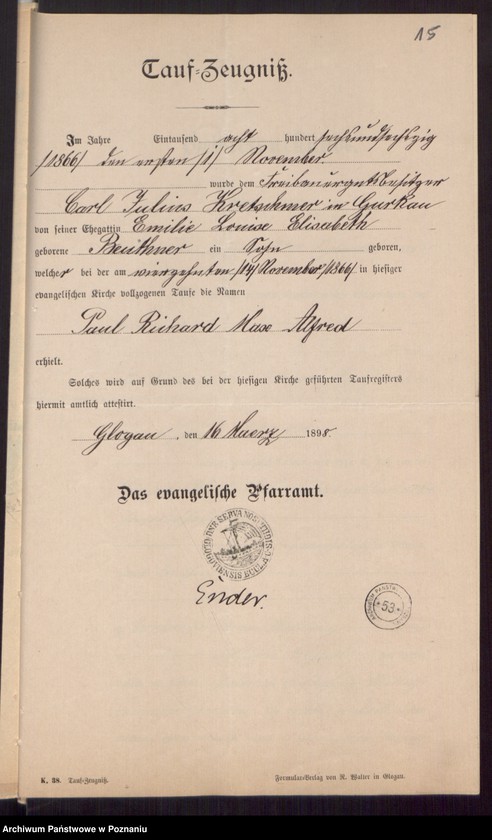 15
Tauf-Zeugniß.
Im Jahre Eintausend acht hundert sechsundsechszig
/1866/ den ersten /1/ November
wurde dem Freibauergutsbesitzer
Carl Julius Kretschmer in Gurkau
von seiner Ehegattin Emilie Louise Elisabeth
geborene Beuthner ein Sohn geboren,
welcher bei der am vierzehnten /14/ November /1866/ in hiesiger
evangelischen Kirche vollzogenen Taufe die Namen
Paul Richard Max Alfred
erhielt.
Solches wird auf Grund des bei der hiesigen Kirche geführten Taufregisters
hiermit amtlich attestirt.
Glogau, den 16 Maerz 1898.
Das evangelische Pfarramt.
Ender.
53
K. 38. Tauf-Zeugniß.
Formular-Verlag von R. Walter in Glogau.
Archiwum Państwowe w Poznaniu